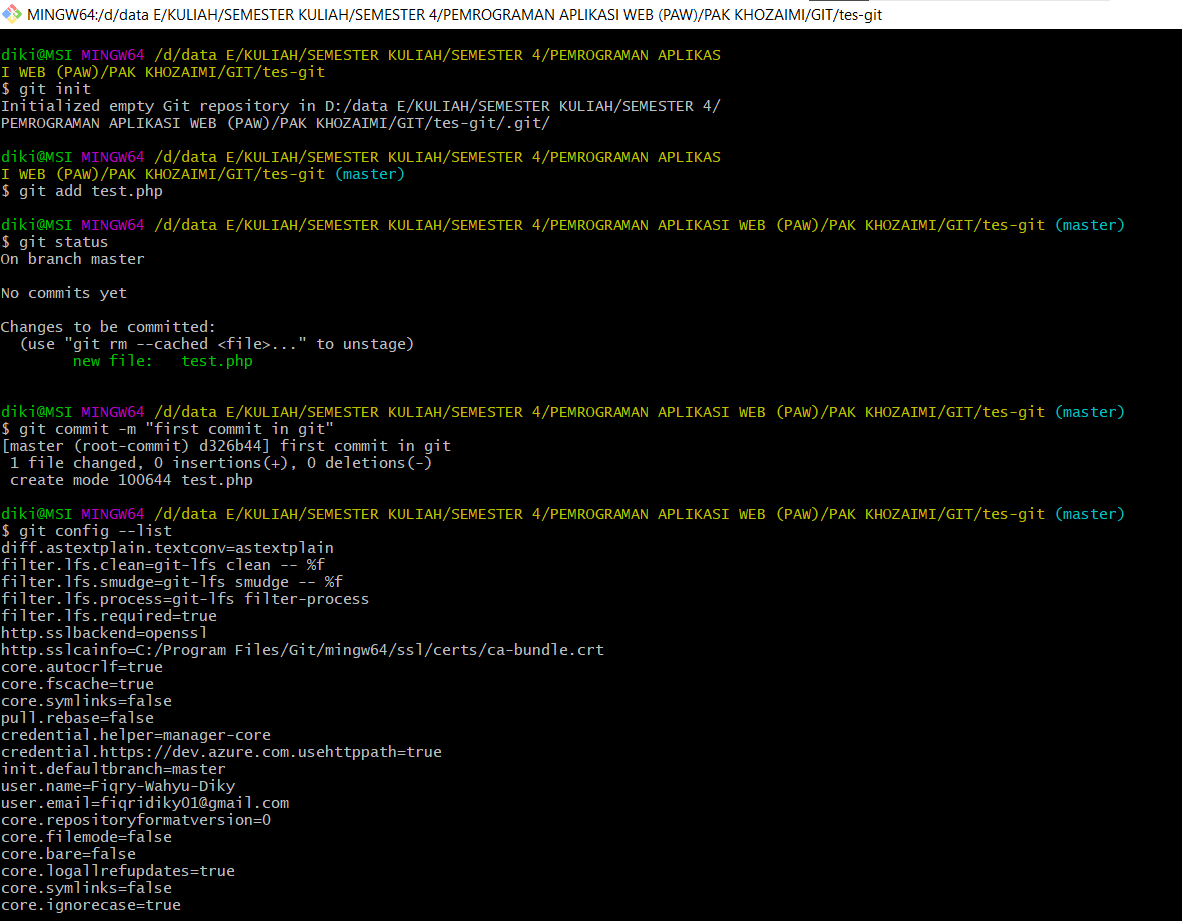 MINGW64:/d/data E/KULIAH/SEMESTER KULIAH/SEMESTER 4/PEMROGRAMAN APLIKASI WEB (PAW)/PAK KHOZAIMI/GIT/tes-git
diki@MSI MINGW64 /d/data E/KULIAH/SEMESTER KULIAH/SEMESTER 4/PEMROGRAMAN APLIKAS
I WEB (PAW)/PAK KHOZAIMI/GIT/tes-git
$ git init
Initialized empty Git repository in D:/data E/KULIAH/SEMESTER KULIAH/SEMESTER 4/
PEMROGRAMAN APLIKASI WEB (PAW)/PAK KHOZAIMI/GIT/tes-git/.git/
diki@MSI MINGW64 /d/data E/KULIAH/SEMESTER KULIAH/SEMESTER 4/PEMROGRAMAN APLIKAS
I WEB (PAW)/PAK KHOZAIMI/GIT/tes-git (master)
$ git add test.php
diki@MSI MINGW64 /d/data E/KULIAH/SEMESTER KULIAH/SEMESTER 4/PEMROGRAMAN APLIKASI WEB (PAW)/PAK KHOZAIMI/GIT/tes-git (master)
$ git status
On branch master
No commits yet
Changes to be committed:
  (use "git rm --cached <file>..." to unstage)
        new file:   test.php
diki@MSI MINGW64 /d/data E/KULIAH/SEMESTER KULIAH/SEMESTER 4/PEMROGRAMAN APLIKASI WEB (PAW)/PAK KHOZAIMI/GIT/tes-git (master)
$ git commit -m "first commit in git"
[master (root-commit) d326b44] first commit in git
 1 file changed, 0 insertions(+), 0 deletions(-)
 create mode 100644 test.php
diki@MSI MINGW64 /d/data E/KULIAH/SEMESTER KULIAH/SEMESTER 4/PEMROGRAMAN APLIKASI WEB (PAW)/PAK KHOZAIMI/GIT/tes-git (master)
$ git config --list
diff.astextplain.textconv=astextplain
filter.lfs.clean=git-lfs clean -- %f
filter.lfs.smudge=git-lfs smudge -- %f
filter.lfs.process=git-lfs filter-process
filter.lfs.required=true
http.sslbackend=openssl
http.sslcainfo=C:/Program Files/Git/mingw64/ssl/certs/ca-bundle.crt
core.autocrlf=true
core.fscache=true
core.symlinks=false
pull.rebase=false
credential.helper=manager-core
credential.https://dev.azure.com.usehttppath=true
init.defaultbranch=master
user.name=Fiqry-Wahyu-Diky
user.email=fiqridiky01@gmail.com
core.repositoryformatversion=0
core.filemode=false
core.bare=false
core.logallrefupdates=true
core.symlinks=false
core.ignorecase=true